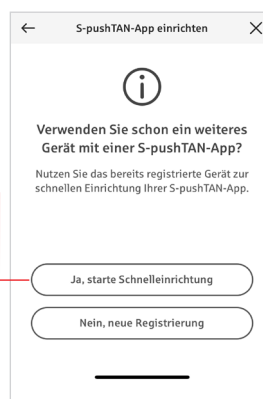 S-pushTAN-App einrichten
Verwenden Sie schon ein weiteres
Gerät mit einer S-pushTAN-App?
Nutzen Sie das bereits registrierte Gerät zur
schnellen Einrichtung Ihrer S-pushTAN-App.
Ja, starte Schnelleinrichtung
Nein, neue Registrierung